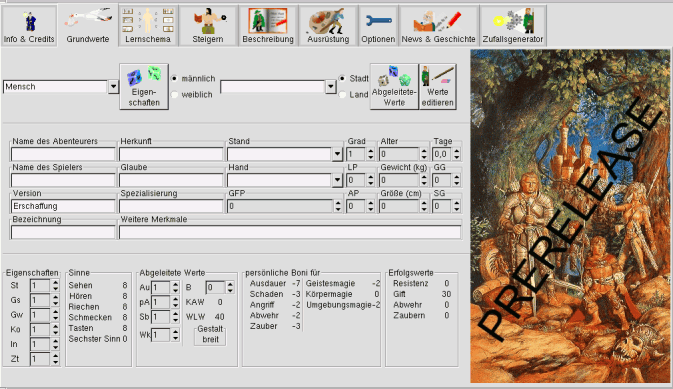 Info & Credits Grundwerte Lernschema Steigern Beschreibung Ausrüstung Optionen News & Geschichte Zufallsgenerator
Mensch Eigen- männlich Stadt Abgeleitete- Werte
schaften weiblich Land Werte editieren
Name des Abenteurers Herkunft Stand Grad Alter Tage
1 0 0,0
Name des Spielers Glaube Hand LP Gewicht (kg) GG
0 0 0
Version Spezialisierung GFP AP Größe (cm) SG
Erschaffung 0 0 0 0
Bezeichnung Weitere Merkmale
Eigenschaften Sinne Abgeleitete Werte persönliche Boni für Erfolgswerte
St 1 Sehen 8 Au 1 B 0 Ausdauer -7 Geistesmagie -2 Resistenz 0
Gs 1 Hören 8 pA 1 KAW 0 Schaden -3 Körpermagie 0 Gift 30
Gw 1 Riechen 8 Sb 1 WLW 40 Angriff -2 Umgebungsmagie -2 Abwehr 0
Ko 1 Schmecken 8 Wk 1 Gestalt Abwehr -2 Zaubern 0
In 1 Tasten 8 breit Zauber -3
Zt 1 Sechster Sinn 0
PRERELEASE